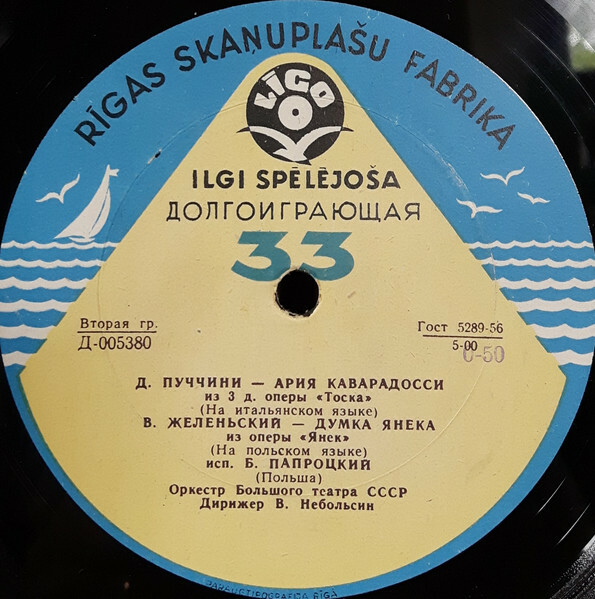 RĪGAS SKAŅUPLAŠU FABRIKA
LĪGO
ILGI SPĒLĒJOŠA
ДОЛГОИГРАЮЩАЯ
33
Вторая гр.
Д-005380
Гост 5289-56
5-00
0-50
Д. ПУЧЧИНИ — АРИЯ КАВАРАДОССИ
из 3 д. оперы «Тоска»
(На итальянском языке)
В. ЖЕЛЕНЬСКИЙ — ДУМКА ЯНЕКА
из оперы «Янек»
(На польском языке)
исп. Б. ПАПРОЦКИЙ
(Польша)
Оркестр Большого театра СССР
Дирижер В. Небольсин
RĪGĀ